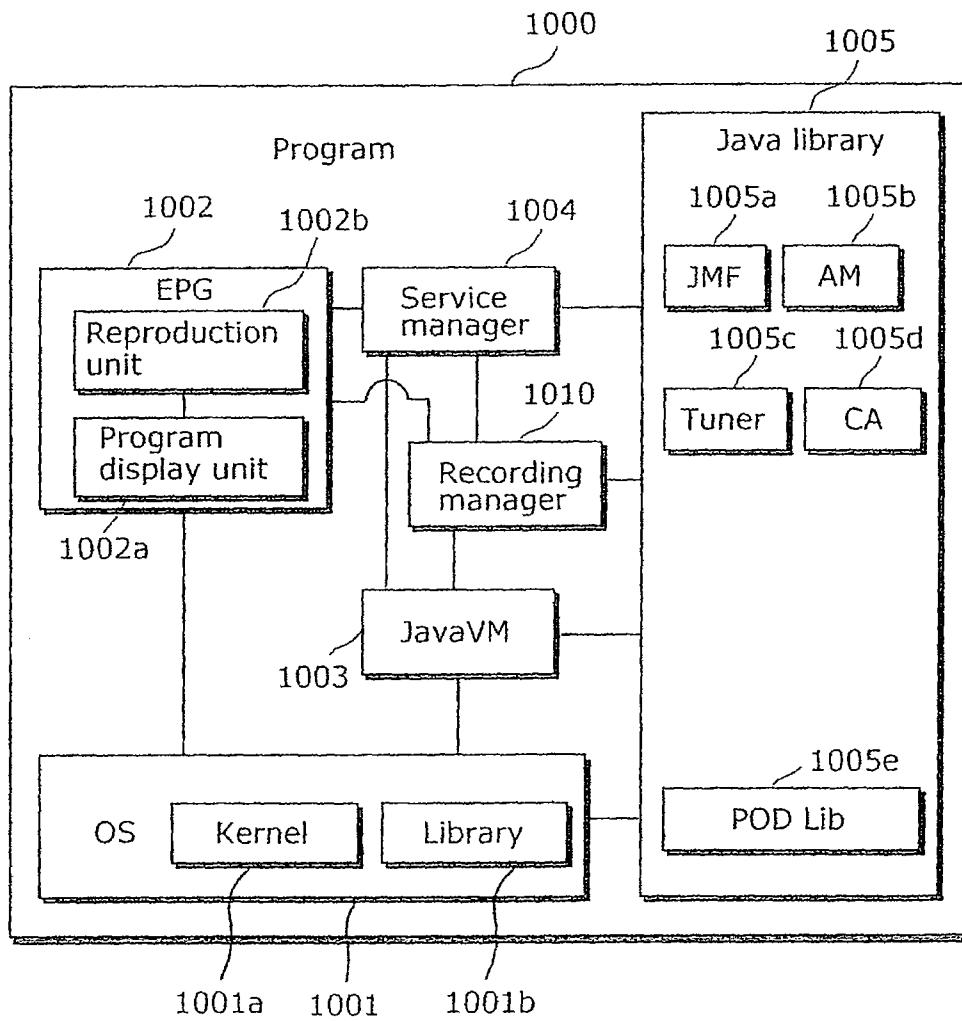 1000
1005
Program
Java library
1002
1002b
1004
1005a
1005b
EPG
Reproduction
unit
Service
manager
JMF
AM
1005c
1005d
1010
Program
display unit
Tuner
CA
Recording
manager
1002a
JavaVM
1003
1005e
OS
Kernel
Library
POD Lib
1001a
1001
1001b